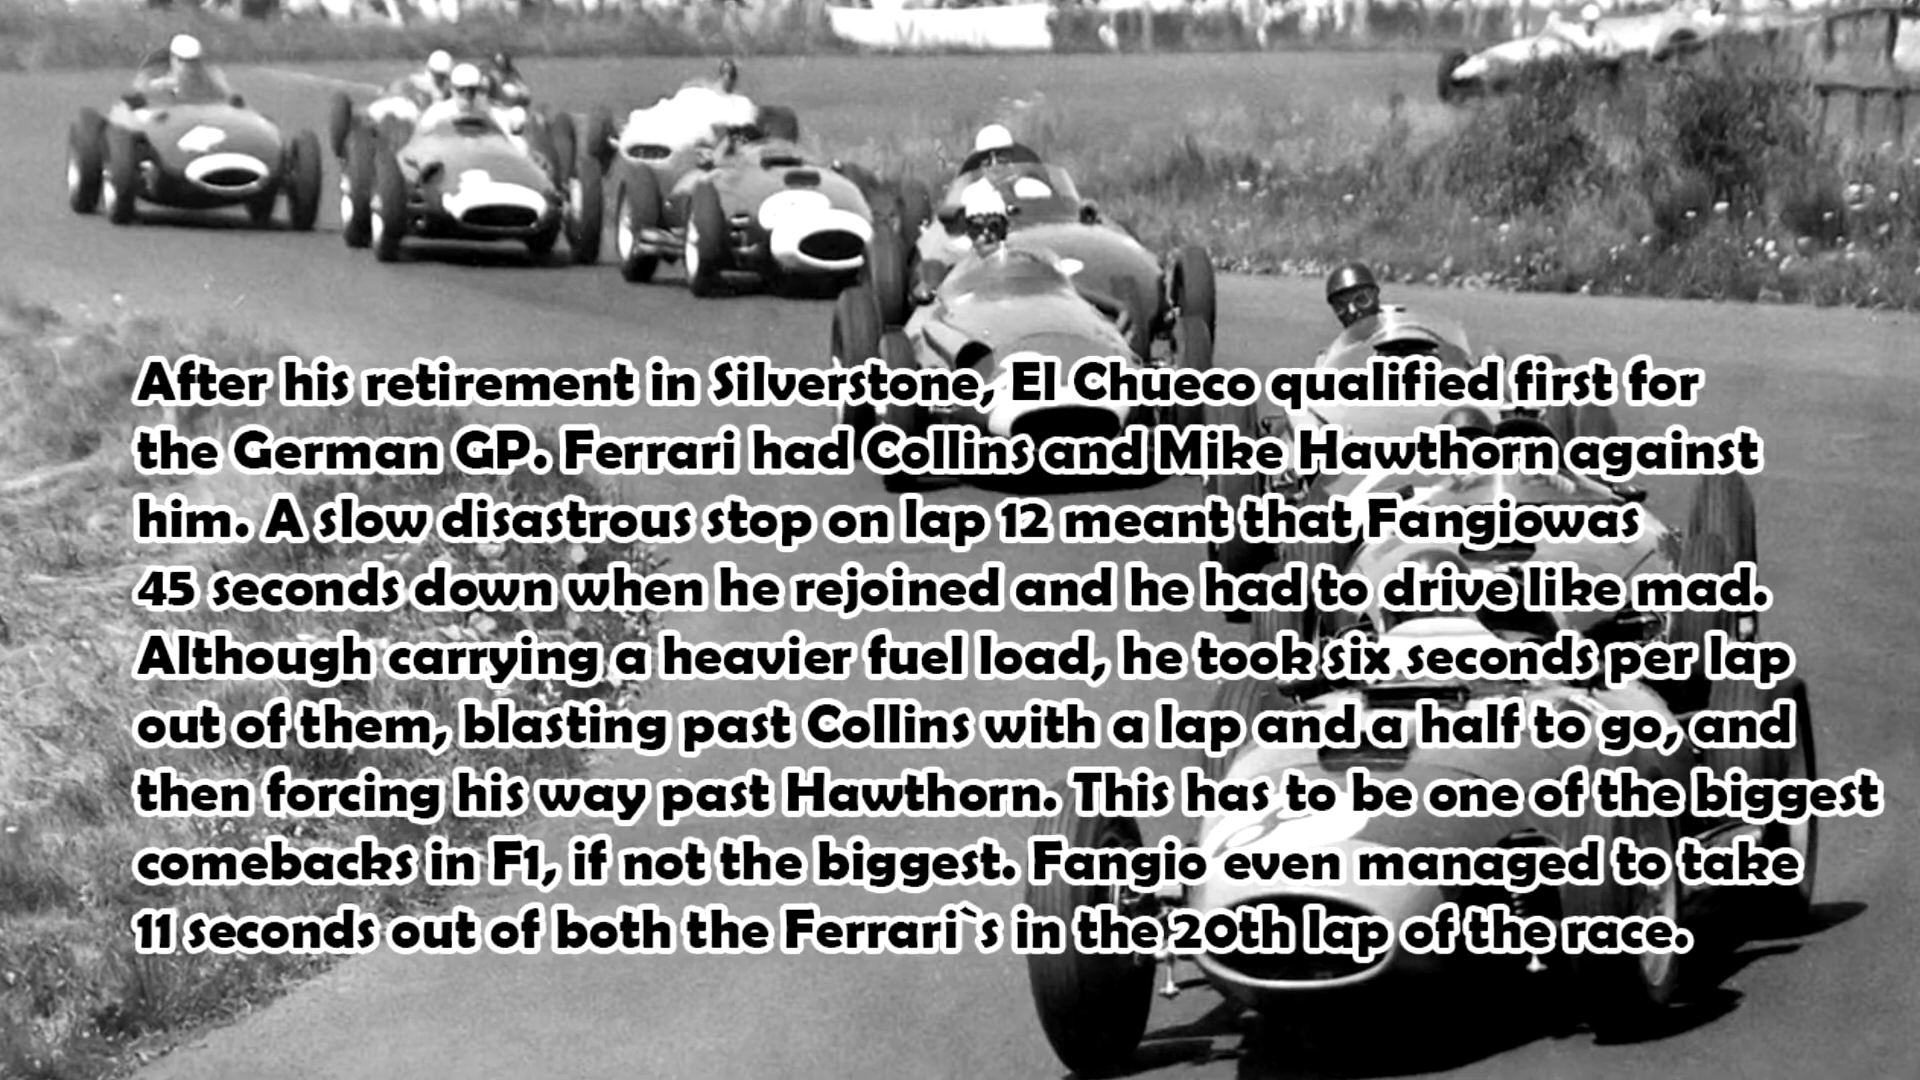 After his retirement in Silverstone, El Chueco qualified first for
the German GP. Ferrari had Collins and Mike Hawthorn against
him. A slow disastrous stop on lap 12 meant that Fangiowas
45 seconds down when he rejoined and he had to drive like mad.
Although carrying a heavier fuel load, he took six seconds per lap
out of them, blasting past Collins with a lap and a half to go, and
then forcing his way past Hawthorn. This has to be one of the biggest
comebacks in F1, if not the biggest. Fangio even managed to take
11 seconds out of both the Ferrari`s in the 20th lap of the race.